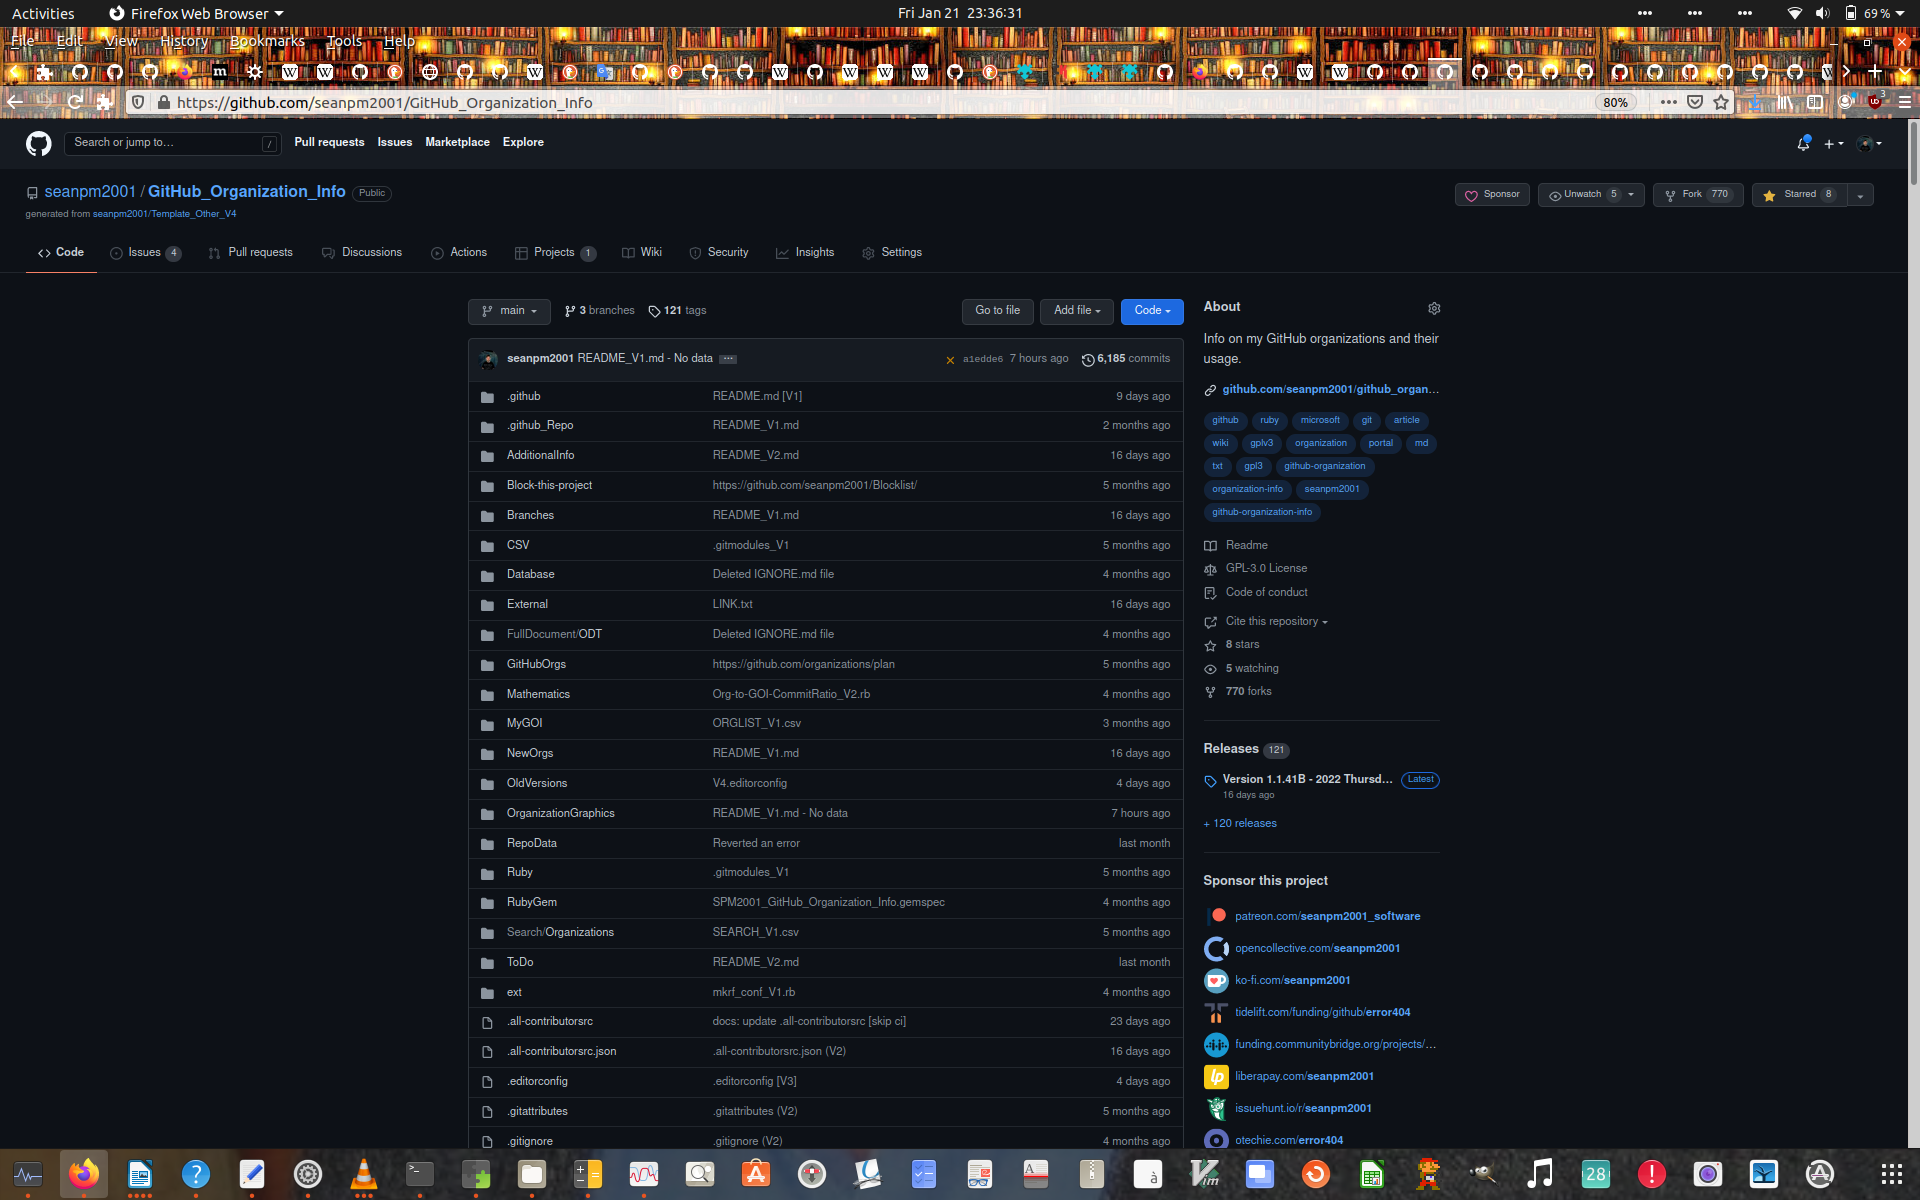 Activities Firefox Web Browser Fri Jan 21 23:36:31 69 %
File Edit View History Bookmarks Tools Help
https://github.com/seanpm2001/GitHub_Organization_Info 80%
Search or jump to… / Pull requests Issues Marketplace Explore
seanpm2001 / GitHub_Organization_Info Public Sponsor Unwatch 5 Fork 770 Starred 8
generated from seanpm2001/Template_Other_V4
Code Issues 4 Pull requests Discussions Actions Projects 1 Wiki Security Insights Settings
main 3 branches 121 tags Go to file Add file Code
seanpm2001 README_V1.md - No data ... a1edde6 7 hours ago 6,185 commits
.github README.md [V1] 9 days ago
.github_Repo README_V1.md 2 months ago
AdditionalInfo README_V2.md 16 days ago
Block-this-project https://github.com/seanpm2001/Blocklist/ 5 months ago
Branches README_V1.md 16 days ago
CSV .gitmodules_V1 5 months ago
Database Deleted IGNORE.md file 4 months ago
External LINK.txt 16 days ago
FullDocument/ODT Deleted IGNORE.md file 4 months ago
GitHubOrgs https://github.com/organizations/plan 5 months ago
Mathematics Org-to-GOI-CommitRatio_V2.rb 4 months ago
MyGOI ORGLIST_V1.csv 3 months ago
NewOrgs README_V1.md 16 days ago
OldVersions V4.editorconfig 4 days ago
OrganizationGraphics README_V1.md - No data 7 hours ago
RepoData Reverted an error last month
Ruby .gitmodules_V1 5 months ago
RubyGem SPM2001_GitHub_Organization_Info.gemspec 4 months ago
Search/Organizations SEARCH_V1.csv 5 months ago
ToDo README_V2.md last month
ext mkrf_conf_V1.rb 4 months ago
.all-contributorsrc docs: update .all-contributorsrc [skip ci] 23 days ago
.all-contributorsrc.json .all-contributorsrc.json (V2) 16 days ago
.editorconfig .editorconfig [V3] 4 days ago
.gitattributes .gitattributes (V2) 5 months ago
.gitignore .gitignore (V2) 4 months ago
About
Info on my GitHub organizations and their
usage.
github.com/seanpm2001/github_organ…
github ruby microsoft git article
wiki gplv3 organization portal md
txt gpl3 github-organization
organization-info seanpm2001
github-organization-info
Readme
GPL-3.0 License
Code of conduct
Cite this repository
8 stars
5 watching
770 forks
Releases 121
Version 1.1.41B - 2022 Thursd… Latest
16 days ago
+ 120 releases
Sponsor this project
patreon.com/seanpm2001_software
opencollective.com/seanpm2001
ko-fi.com/seanpm2001
tidelift.com/funding/github/error404
funding.communitybridge.org/projects/…
liberapay.com/seanpm2001
issuehunt.io/r/seanpm2001
otechie.com/error404
28